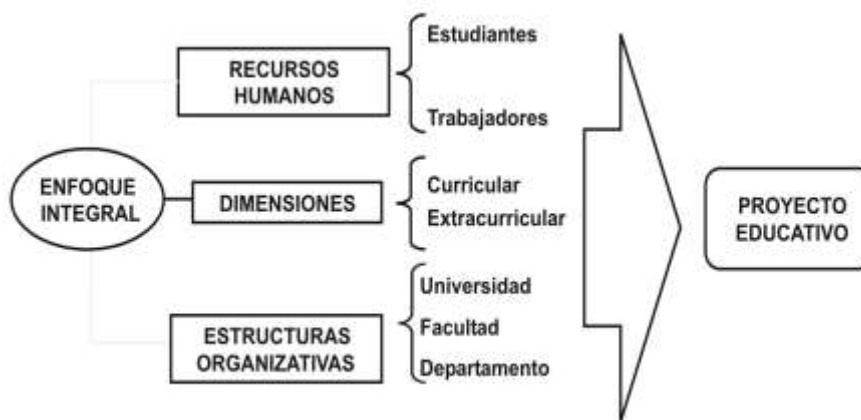 Estudiantes
RECURSOS
HUMANOS
Trabajadores
ENFOQUE
INTEGRAL
DIMENSIONES
Curricular
Extracurricular
Universidad
ESTRUCTURAS
ORGANIZATIVAS
Facultad
Departamento
PROYECTO
EDUCATIVO